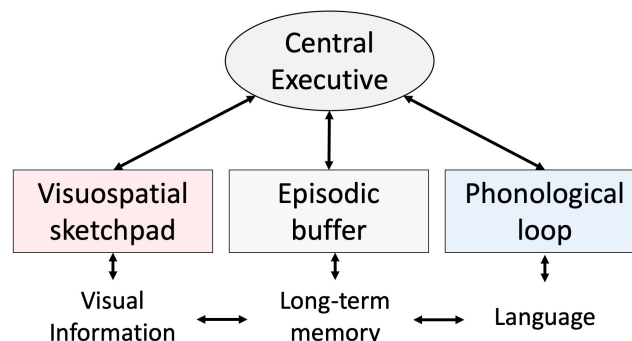 Central
Executive
Visuospatial
sketchpad
Episodic
buffer
Phonological
loop
Visual
Information
Long-term
memory
Language